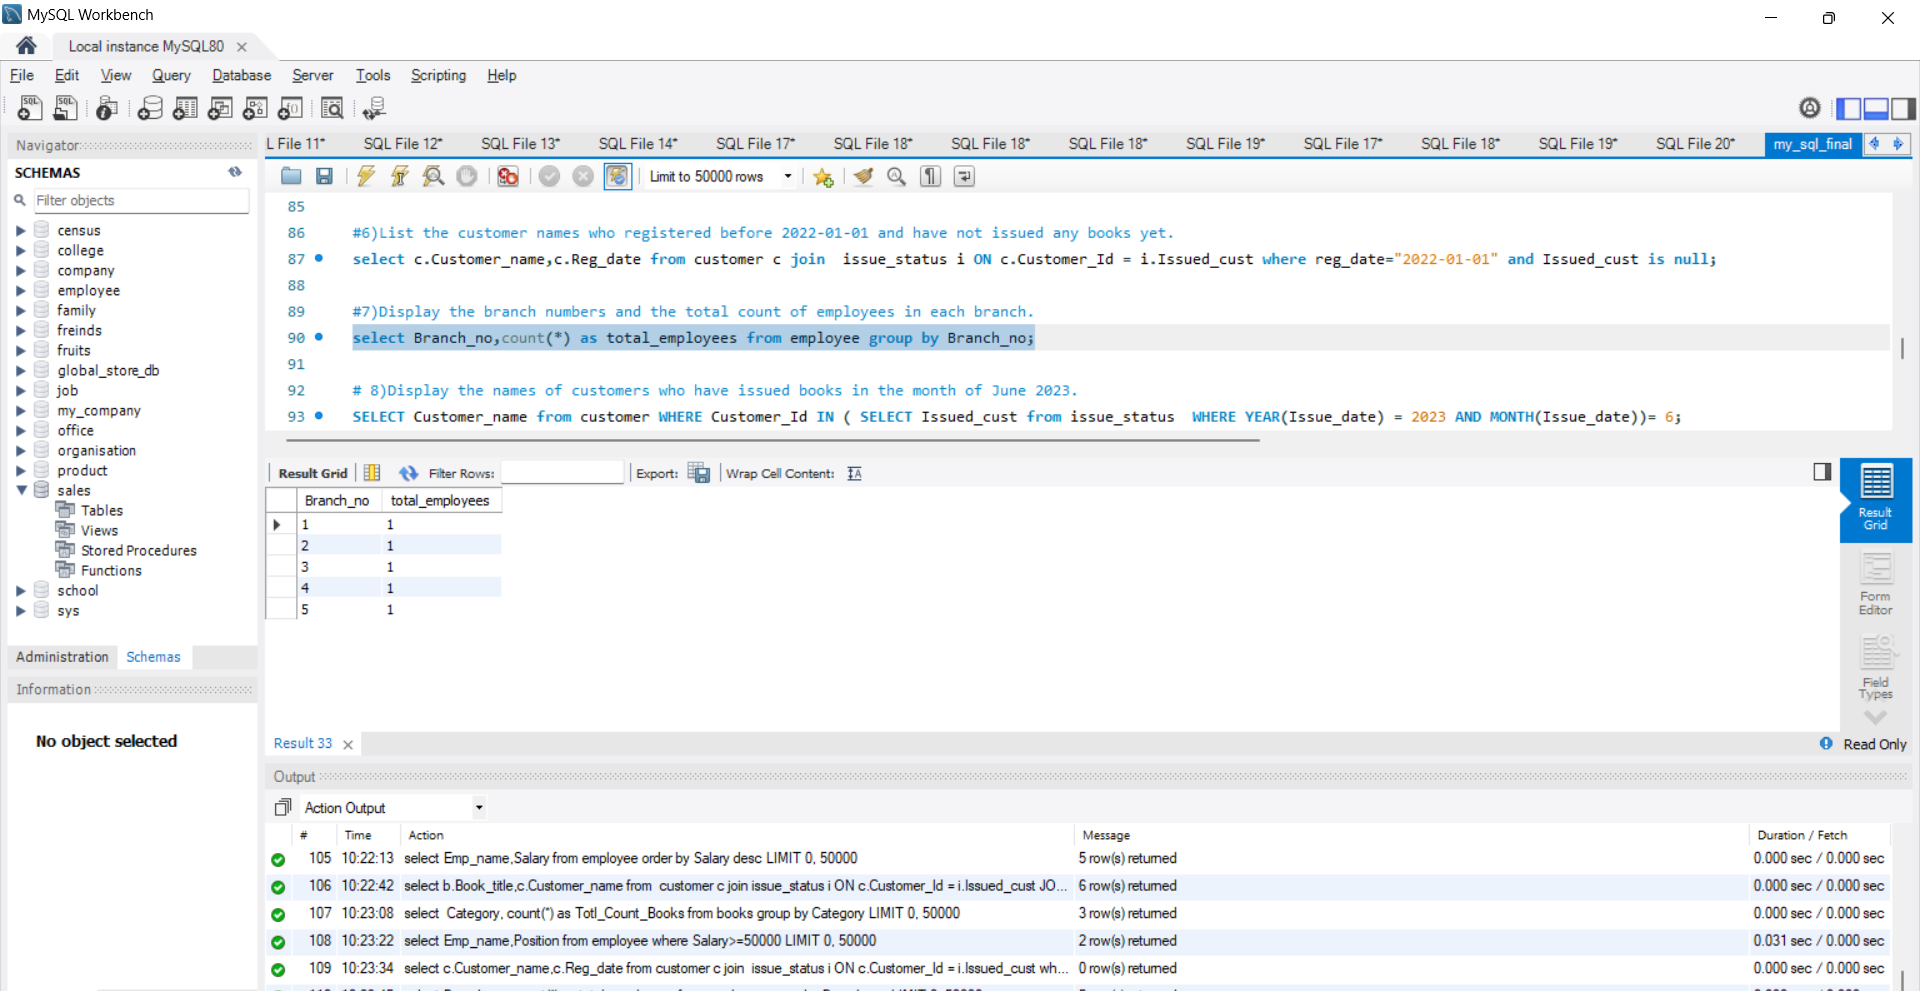 MySQL Workbench
Local instance MySQL80
File Edit View Query Database Server Tools Scripting Help
Navigator
SCHEMAS
Filter objects
census
college
company
employee
family
freinds
fruits
global_store_db
job
my_company
office
organisation
product
sales
Tables
Views
Stored Procedures
Functions
school
sys
Administration Schemas
Information
No object selected
L File 11* SQL File 12* SQL File 13* SQL File 14* SQL File 17* SQL File 18* SQL File 18* SQL File 18* SQL File 19* SQL File 17* SQL File 18* SQL File 19* SQL File 20* my_sql_final
Limit to 50000 rows
85
86 #6)List the customer names who registered before 2022-01-01 and have not issued any books yet.
87 select c.Customer_name,c.Reg_date from customer c join issue_status i ON c.Customer_Id = i.Issued_cust where reg_date="2022-01-01" and Issued_cust is null;
88
89 #7)Display the branch numbers and the total count of employees in each branch.
90 select Branch_no,count(*) as total_employees from employee group by Branch_no;
91
92 # 8)Display the names of customers who have issued books in the month of June 2023.
93 SELECT Customer_name from customer WHERE Customer_Id IN ( SELECT Issued_cust from issue_status WHERE YEAR(Issue_date) = 2023 AND MONTH(Issue_date))= 6;
Result Grid Filter Rows: Export: Wrap Cell Content:
Branch_no total_employees
1 1
2 1
3 1
4 1
5 1
Result Grid
Form Editor
Field Types
Result 33
Read Only
Output
Action Output
# Time Action Message Duration / Fetch
105 10:22:13 select Emp_name,Salary from employee order by Salary desc LIMIT 0, 50000 5 row(s) returned 0.000 sec / 0.000 sec
106 10:22:42 select b.Book_title,c.Customer_name from customer c join issue_status i ON c.Customer_Id = i.Issued_cust JO... 6 row(s) returned 0.000 sec / 0.000 sec
107 10:23:08 select Category, count(*) as Totl_Count_Books from books group by Category LIMIT 0, 50000 3 row(s) returned 0.000 sec / 0.000 sec
108 10:23:22 select Emp_name,Position from employee where Salary>=50000 LIMIT 0, 50000 2 row(s) returned 0.031 sec / 0.000 sec
109 10:23:34 select c.Customer_name,c.Reg_date from customer c join issue_status i ON c.Customer_Id = i.Issued_cust wh... 0 row(s) returned 0.000 sec / 0.000 sec